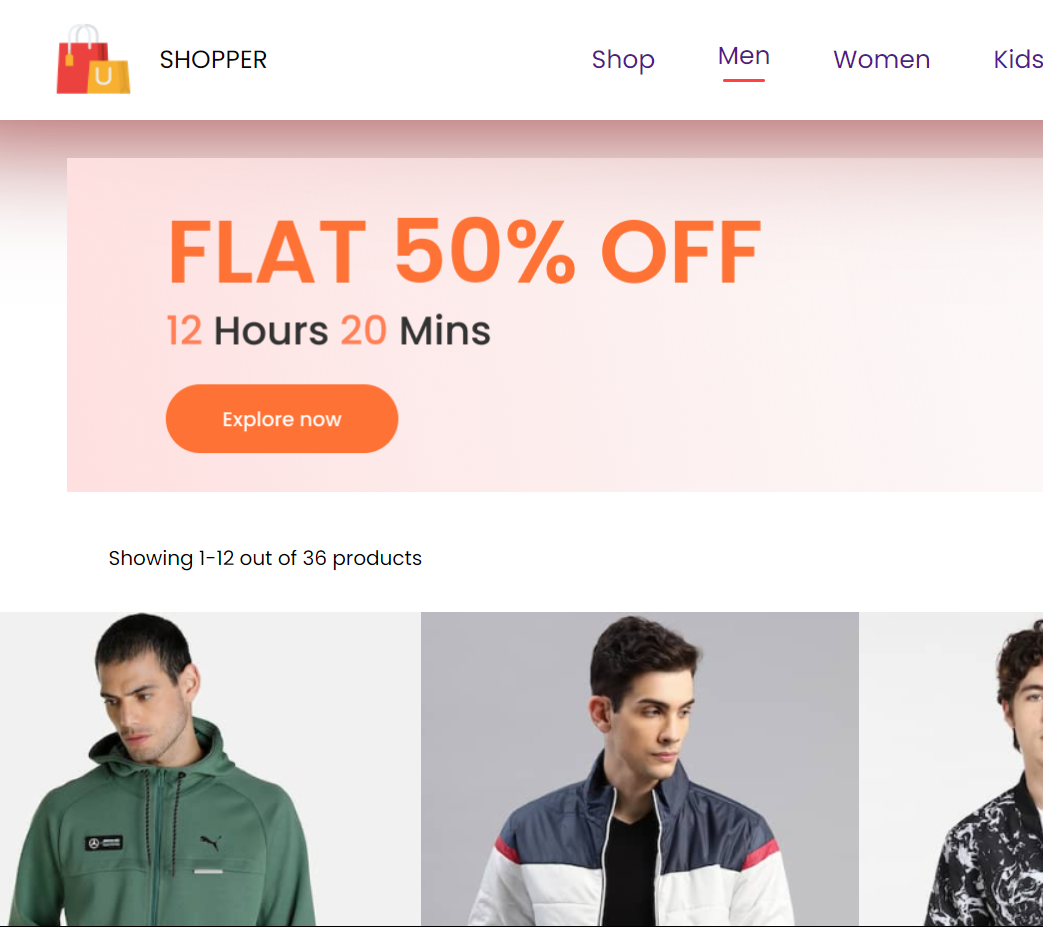 SHOPPER
Shop Men Women Kids
FLAT 50% OFF
12 Hours 20 Mins
Explore now
Showing 1-12 out of 36 products